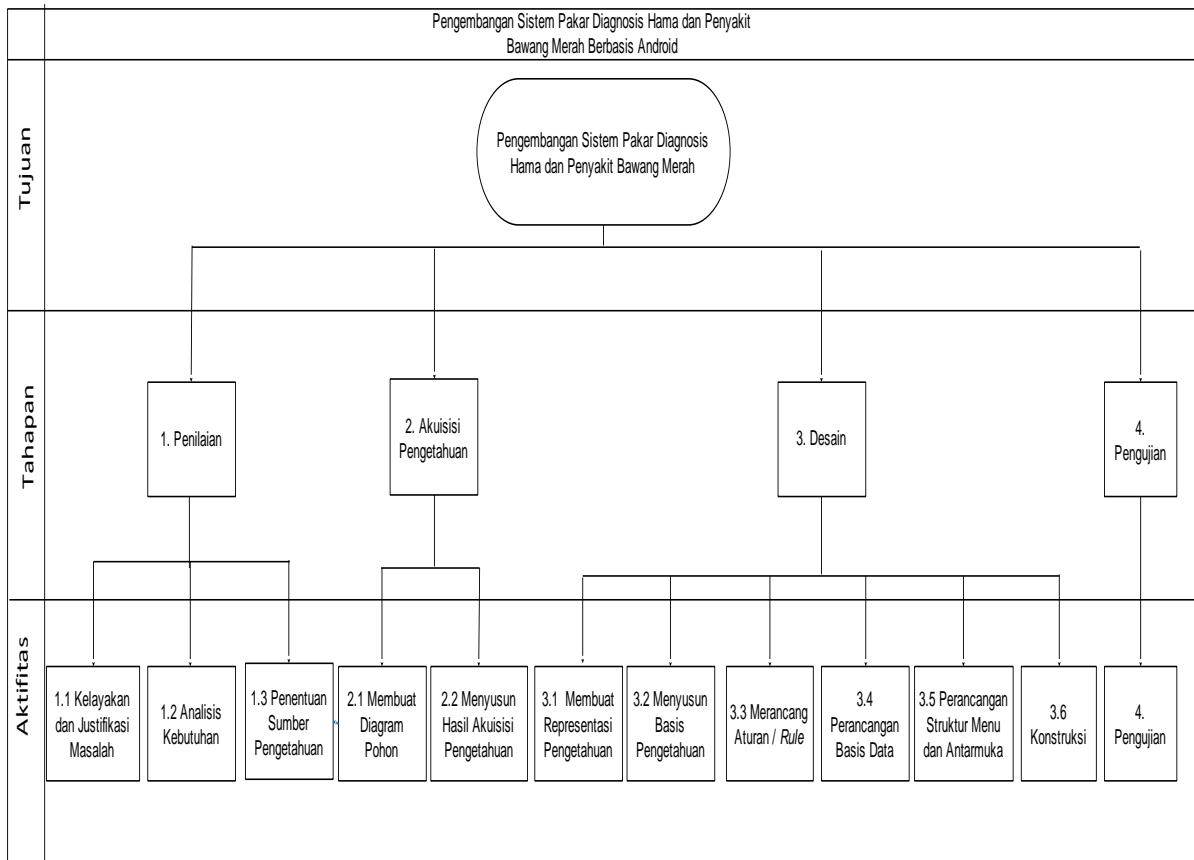 Pengembangan Sistem Pakar Diagnosis Hama dan Penyakit
Bawang Merah Berbasis Android
Tujuan
Pengembangan Sistem Pakar Diagnosis
Hama dan Penyakit Bawang Merah
Tahapan
1. Penilaian
2. Akuisisi
Pengetahuan
3. Desain
4.
Pengujian
Aktifitas
1.1 Kelayakan
dan Justifikasi
Masalah
1.2 Analisis
Kebutuhan
1.3 Penentuan
Sumber
Pengetahuan
2.1 Membuat
Diagram
Pohon
2.2 Menyusun
Hasil Akuisisi
Pengetahuan
3.1 Membuat
Representasi
Pengetahuan
3.2 Menyusun
Basis
Pengetahuan
3.3 Merancang
Aturan / Rule
3.4
Perancangan
Basis Data
3.5 Perancangan
Struktur Menu
dan Antarmuka
3.6
Konstruksi
4.
Pengujian